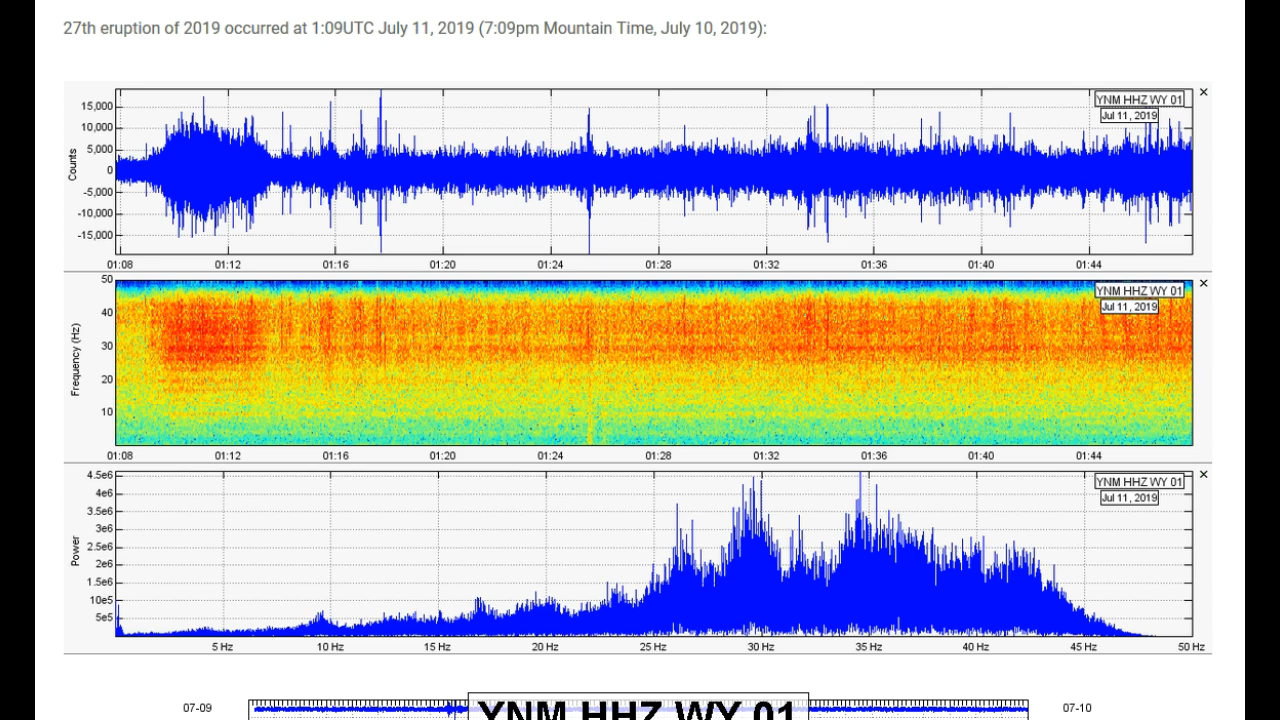 27th eruption of 2019 occurred at 1:09UTC July 11, 2019 (7:09pm Mountain Time, July 10, 2019):
YNM HHZ WY 01
Jul 11, 2019
Counts
15,000
10,000
5,000
0
-5,000
-10,000
-15,000
01:08 01:12 01:16 01:20 01:24 01:28 01:32 01:36 01:40 01:44
YNM HHZ WY 01
Jul 11, 2019
Frequency (Hz)
50
40
30
20
10
01:08 01:12 01:16 01:20 01:24 01:28 01:32 01:36 01:40 01:44
YNM HHZ WY 01
Jul 11, 2019
Power
4.5e6
4e6
3.5e6
3e6
2.5e6
2e6
1.5e6
10e5
5e5
5 Hz 10 Hz 15 Hz 20 Hz 25 Hz 30 Hz 35 Hz 40 Hz 45 Hz 50 Hz
07-09 YNM HHZ WY 01 07-10